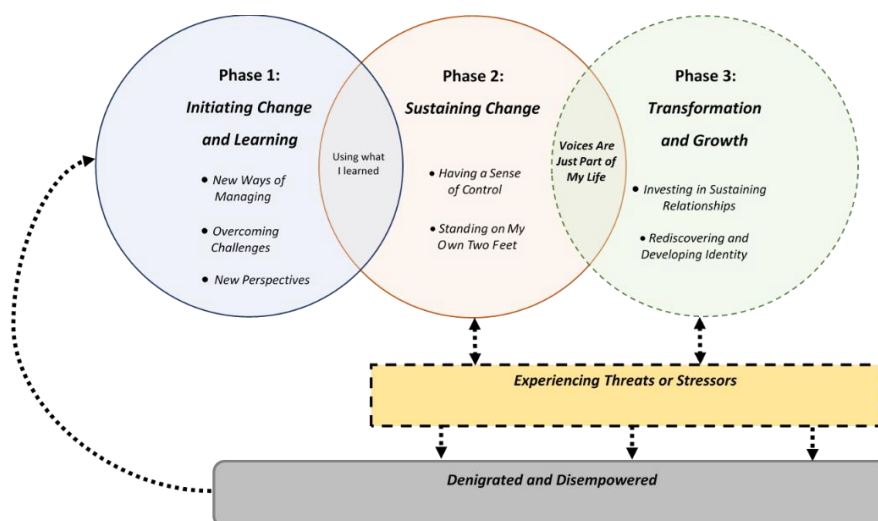 Phase 1:
Initiating Change
and Learning
• New Ways of
Managing
• Overcoming
Challenges
• New Perspectives
Using what
I learned
Phase 2:
Sustaining Change
• Having a Sense
of Control
• Standing on My
Own Two Feet
Voices Are
Just Part of
My Life
Phase 3:
Transformation
and Growth
• Investing in Sustaining
Relationships
• Rediscovering and
Developing Identity
Experiencing Threats or Stressors
Denigrated and Disempowered